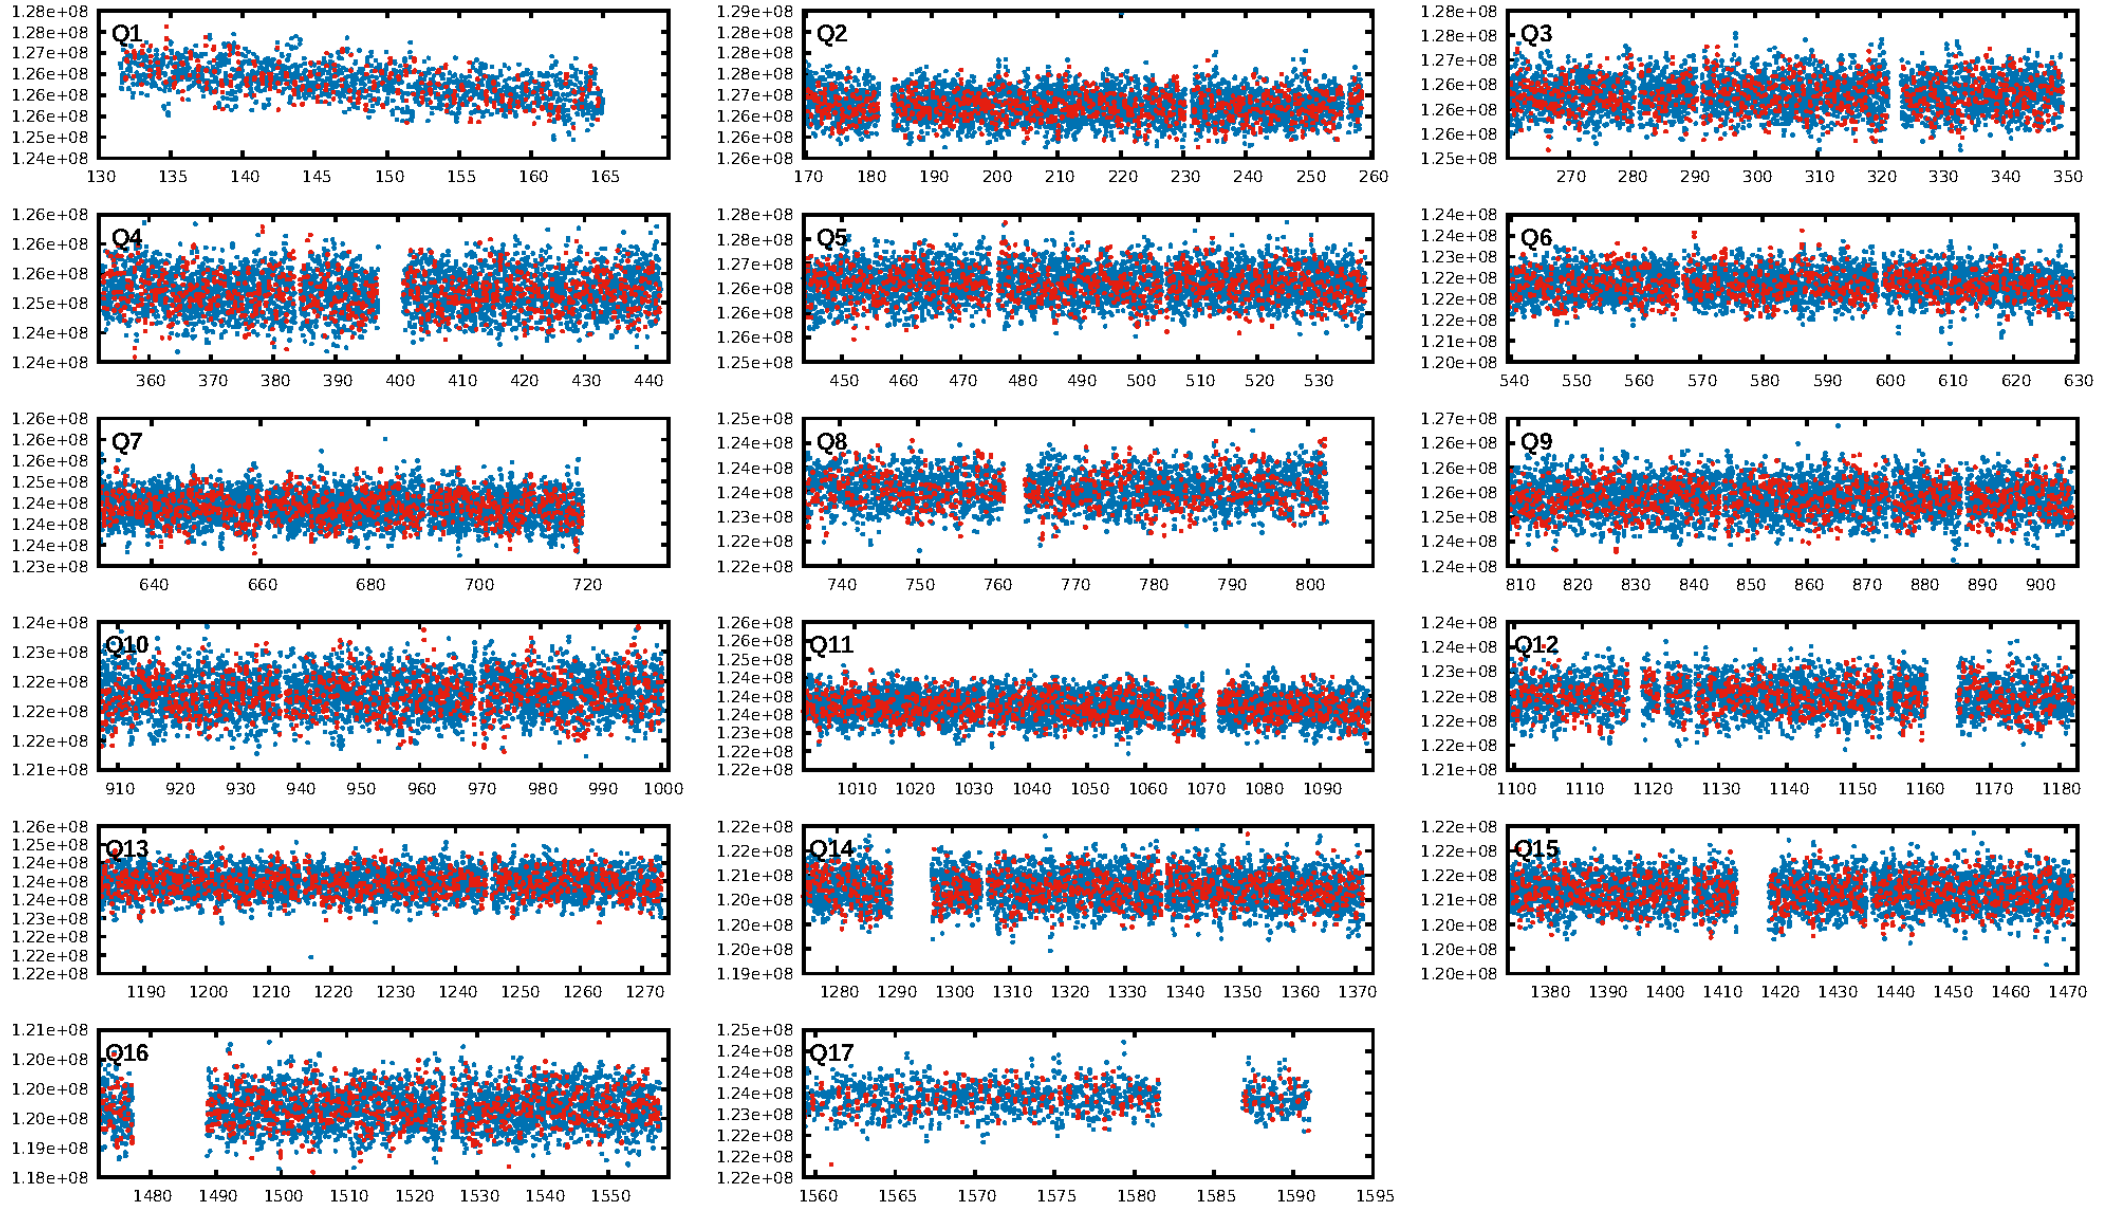 1.28e+08 1.27e+08 1.26e+08 1.26e+08 1.26e+08 1.25e+08 1.24e+08
Q1
130 135 140 145 150 155 160 165
1.29e+08 1.28e+08 1.28e+08 1.27e+08 1.26e+08 1.26e+08
Q2
170 180 190 200 210 220 230 240 250 260
1.28e+08 1.28e+08 1.26e+08 1.26e+08 1.26e+08 1.25e+08
Q3
270 280 290 300 310 320 330 340 350
1.26e+08 1.26e+08 1.26e+08 1.25e+08 1.24e+08 1.24e+08
Q4
360 370 380 390 400 410 420 430 440
1.28e+08 1.28e+08 1.27e+08 1.26e+08 1.26e+08 1.26e+08 1.25e+08
Q5
450 460 470 480 490 500 510 520 530
1.24e+08 1.24e+08 1.23e+08 1.22e+08 1.22e+08 1.22e+08 1.21e+08 1.20e+08
Q6
540 550 560 570 580 590 600 610 620 630
1.26e+08 1.26e+08 1.26e+08 1.25e+08 1.24e+08 1.24e+08 1.24e+08 1.23e+08
Q7
640 660 680 700 720
1.25e+08 1.24e+08 1.24e+08 1.24e+08 1.23e+08 1.22e+08 1.22e+08
Q8
740 750 760 770 780 790 800
1.27e+08 1.26e+08 1.26e+08 1.26e+08 1.25e+08 1.24e+08 1.24e+08
Q9
810 820 830 840 850 860 870 880 890 900
1.24e+08 1.23e+08 1.22e+08 1.22e+08 1.22e+08 1.21e+08
Q10
910 920 930 940 950 960 970 980 990 1000
1.26e+08 1.26e+08 1.25e+08 1.24e+08 1.24e+08 1.24e+08 1.23e+08 1.22e+08 1.22e+08
Q11
1010 1020 1030 1040 1050 1060 1070 1080 1090
1.24e+08 1.24e+08 1.23e+08 1.22e+08 1.22e+08 1.22e+08 1.21e+08
Q12
1100 1110 1120 1130 1140 1150 1160 1170 1180
1.26e+08 1.25e+08 1.24e+08 1.24e+08 1.24e+08 1.23e+08 1.22e+08 1.22e+08 1.22e+08
Q13
1190 1200 1210 1220 1230 1240 1250 1260 1270
1.22e+08 1.22e+08 1.21e+08 1.20e+08 1.20e+08 1.19e+08
Q14
1280 1290 1300 1310 1320 1330 1340 1350 1360 1370
1.22e+08 1.22e+08 1.22e+08 1.21e+08 1.20e+08 1.20e+08 1.20e+08
Q15
1380 1390 1400 1410 1420 1430 1440 1450 1460 1470
1.21e+08 1.20e+08 1.20e+08 1.20e+08 1.19e+08 1.18e+08
Q16
1480 1490 1500 1510 1520 1530 1540 1550
1.25e+08 1.24e+08 1.24e+08 1.24e+08 1.23e+08 1.22e+08 1.22e+08 1.22e+08
Q17
1560 1565 1570 1575 1580 1585 1590 1595